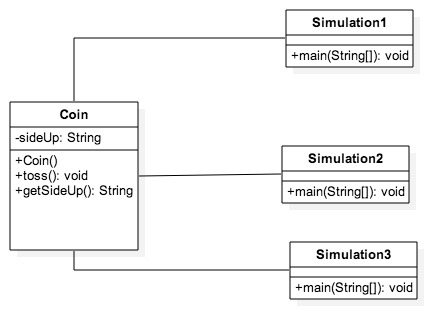 Simulation1
+main(String[]): void
Coin
-sideUp: String
+Coin()
+toss(): void
+getSideUp(): String
Simulation2
+main(String[]): void
Simulation3
+main(String[]): void